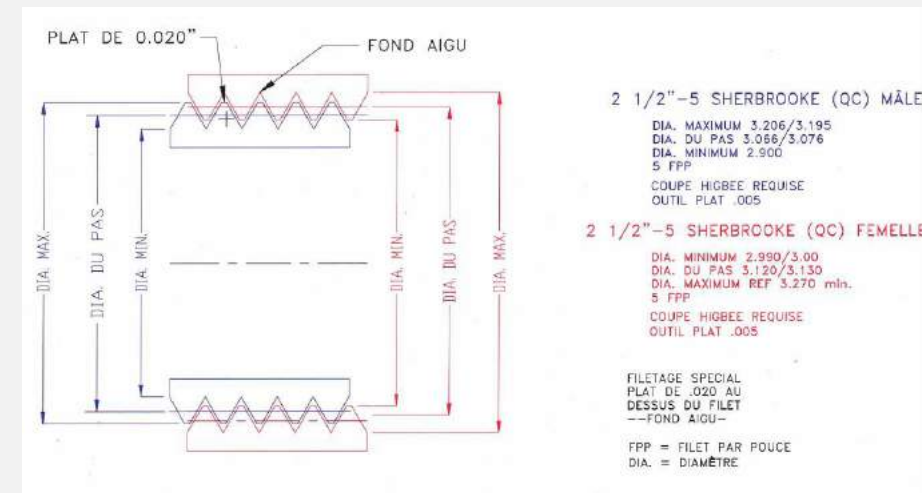 PLAT DE 0.020"
FOND AIGU
DIA. MAX.
DIA. DU PAS
DIA. MIN.
DIA. MIN.
DIA. DU PAS
DIA. MAX.
2 1/2"-5 SHERBROOKE (QC) MÂLE
DIA. MAXIMUM 3.206/3.195
DIA. DU PAS 3.066/3.076
DIA. MINIMUM 2.900
5 FPP
COUPE HIGBEE REQUISE
OUTIL PLAT .005
2 1/2"-5 SHERBROOKE (QC) FEMELLE
DIA. MINIMUM 2.990/3.00
DIA. DU PAS 3.120/3.130
DIA. MAXIMUM REF 3.270 min.
5 FPP
COUPE HIGBEE REQUISE
OUTIL PLAT .005
FILETAGE SPECIAL
PLAT DE .020 AU
DESSUS DU FILET
--FOND AIGU-
FPP = FILET PAR POUCE
DIA. = DIAMÈTRE